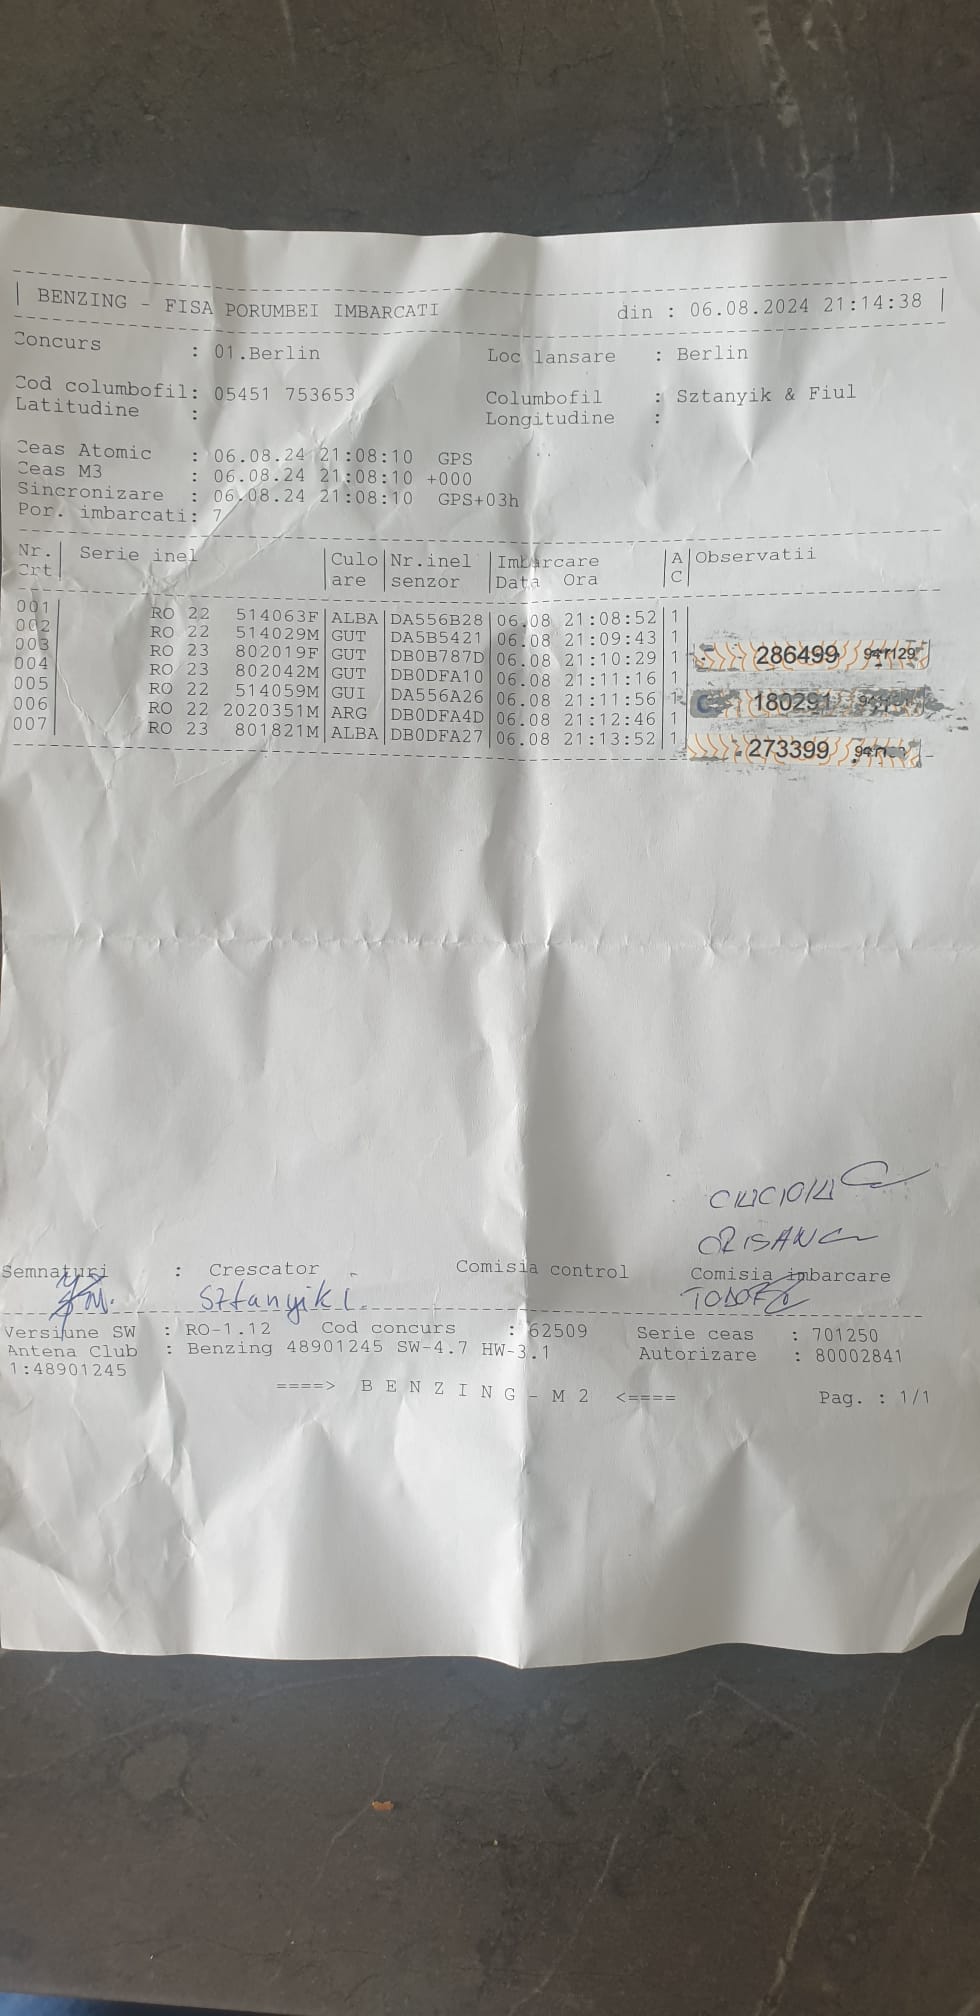 | BENZING - FISA PORUMBEI IMBARCATI din : 06.08.2024 21:14:38 |
Concurs : 01.Berlin Loc lansare : Berlin
Cod columbofil: 05451 753653 Columbofil : Sztanyik & Fiul
Latitudine : Longitudine :
Ceas Atomic : 06.08.24 21:08:10 GPS
Ceas M3 : 06.08.24 21:08:10 +000
Sincronizare : 06.08.24 21:08:10 GPS+03h
Por. imbarcati: 7
Nr.| Serie inel |Culo|Nr.inel |Imbarcare |A|Observatii
Crt| |are |senzor |Data Ora |C|
001| RO 22 514063F|ALBA|DA556B28|06.08 21:08:52|1
002| RO 22 514029M|GUT |DA5B5421|06.08 21:09:43|1
003| RO 23 802019F|GUT |DB0B787D|06.08 21:10:29|1 286499
004| RO 23 802042M|GUT |DB0DFA10|06.08 21:11:16|1
005| RO 22 514059M|GUI |DA556A26|06.08 21:11:56|1 180291
006| RO 22 2020351M|ARG |DB0DFA4D|06.08 21:12:46|1
007| RO 23 801821M|ALBA|DB0DFA27|06.08 21:13:52|1 273399
Semnaturi : Crescator Comisia control Comisia imbarcare
Sztanyik
Versiune SW : RO-1.12 Cod concurs : 62509 Serie ceas : 701250
Antena Club : Benzing 48901245 SW-4.7 HW-3.1 Autorizare : 80002841
1:48901245
====> B E N Z I N G - M 2 <==== Pag. : 1/1